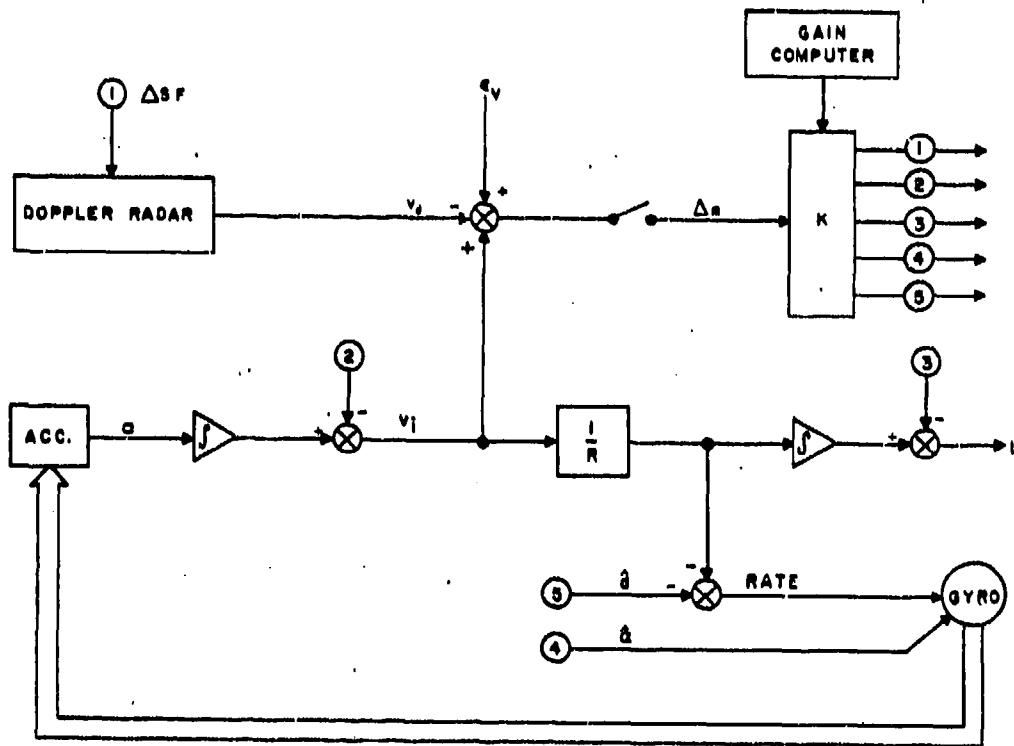 GAIN
COMPUTER
1 ΔSF
DOPPLER RADAR
+
-
+
Δn
K
1
2
3
4
5
2
3
ACC.
a
∫
+
-
1
R
∫
+
-
5
-
-
RATE
GYRO
4